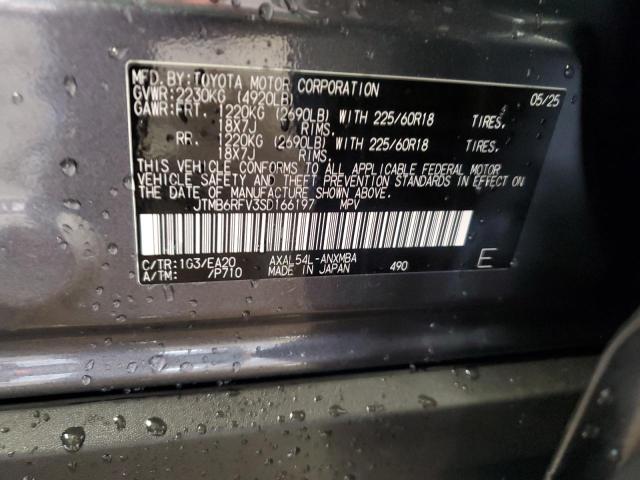 MFD. BY: TOYOTA MOTOR CORPORATION 05/25
GVWR: 2230KG (4920LB)
GAWR: FRT. 1220KG (2690LB) WITH 225/60R18 TIRES,
18X7J RIMS.
RR. 1220KG (2690LB) WITH 225/60R18 TIRES,
18X7J RIMS.
THIS VEHICLE CONFORMS TO ALL APPLICABLE FEDERAL MOTOR
VEHICLE SAFETY AND THEFT PREVENTION STANDARDS IN EFFECT ON
THE DATE OF MANUFACTURE SHOWN ABOVE.
JTMB6RFV3SD166197 MPV
C/TR: 1G3/EA20 AXAL54L-ANXMBA
A/TM: /P710 MADE IN JAPAN 490 E